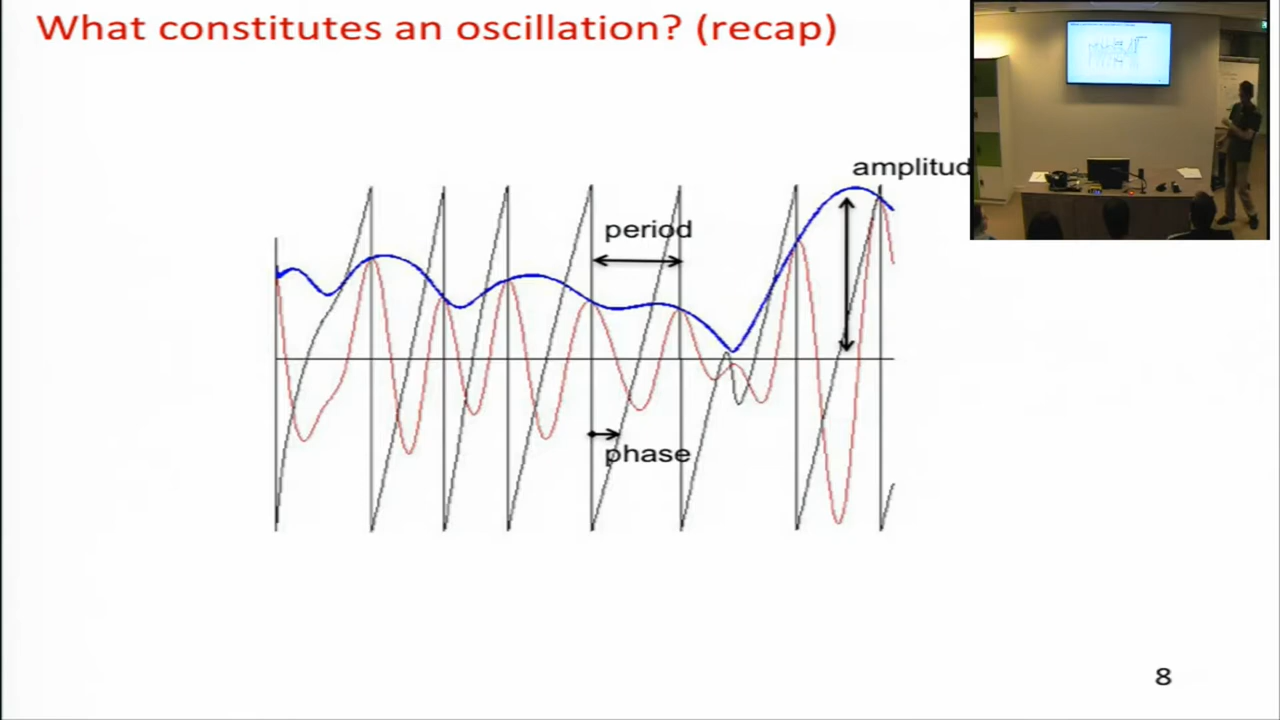 What constitutes an oscillation? (recap)
amplitud
period
phase
8